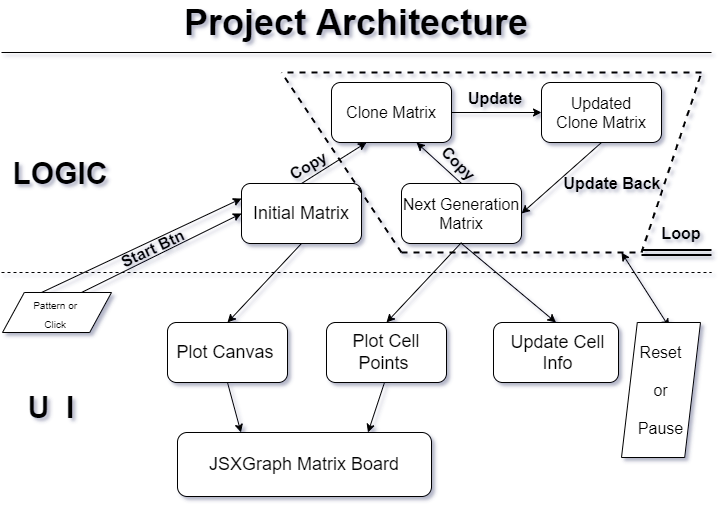 Project Architecture
Clone Matrix
Update
Updated
Clone Matrix
LOGIC
Copy
Copy
Update Back
Initial Matrix
Next Generation
Matrix
Start Btn
Loop
Pattern or
Click
Plot Canvas
Plot Cell
Points
Update Cell
Info
Reset
or
Pause
U I
JSXGraph Matrix Board